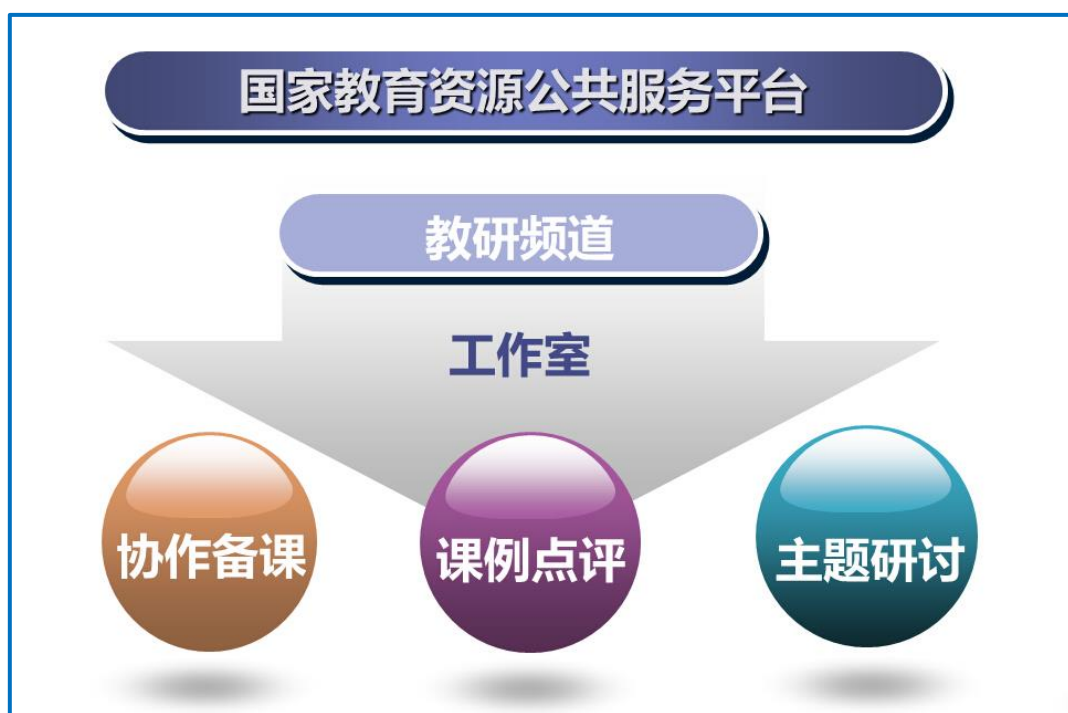 国家教育资源公共服务平台
教研频道
工作室
协作备课
课例点评
主题研讨